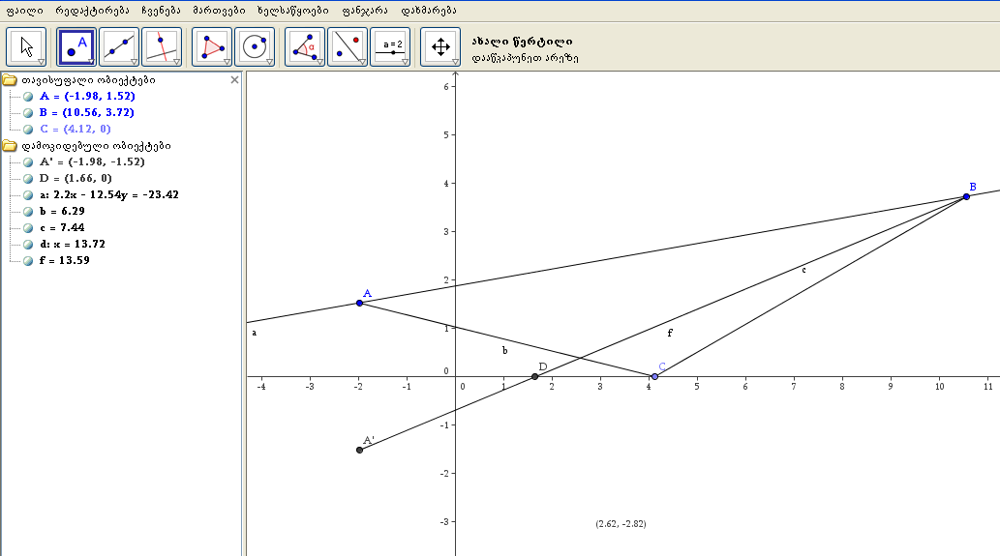 ფაილი რედაქტირება ჩვენება მართვები ხელსაწყოები ფანჯარა დახმარება
A α a = 2
ახალი წერტილი
დააწკაპუნეთ არეზე
თავისუფალი ობიექტები
A = (-1.98, 1.52)
B = (10.56, 3.72)
C = (4.12, 0)
დამოკიდებული ობიექტები
A' = (-1.98, -1.52)
D = (1.66, 0)
a: 2.2x - 12.54y = -23.42
b = 6.29
c = 7.44
d: x = 13.72
f = 13.59
6
5
4
B
3
c
2
A
a
1
f
b
0
D
C
-4 -3 -2 -1 0 1 2 3 4 5 6 7 8 9 10 11
-1
A'
-2
-3
(2.62, -2.82)